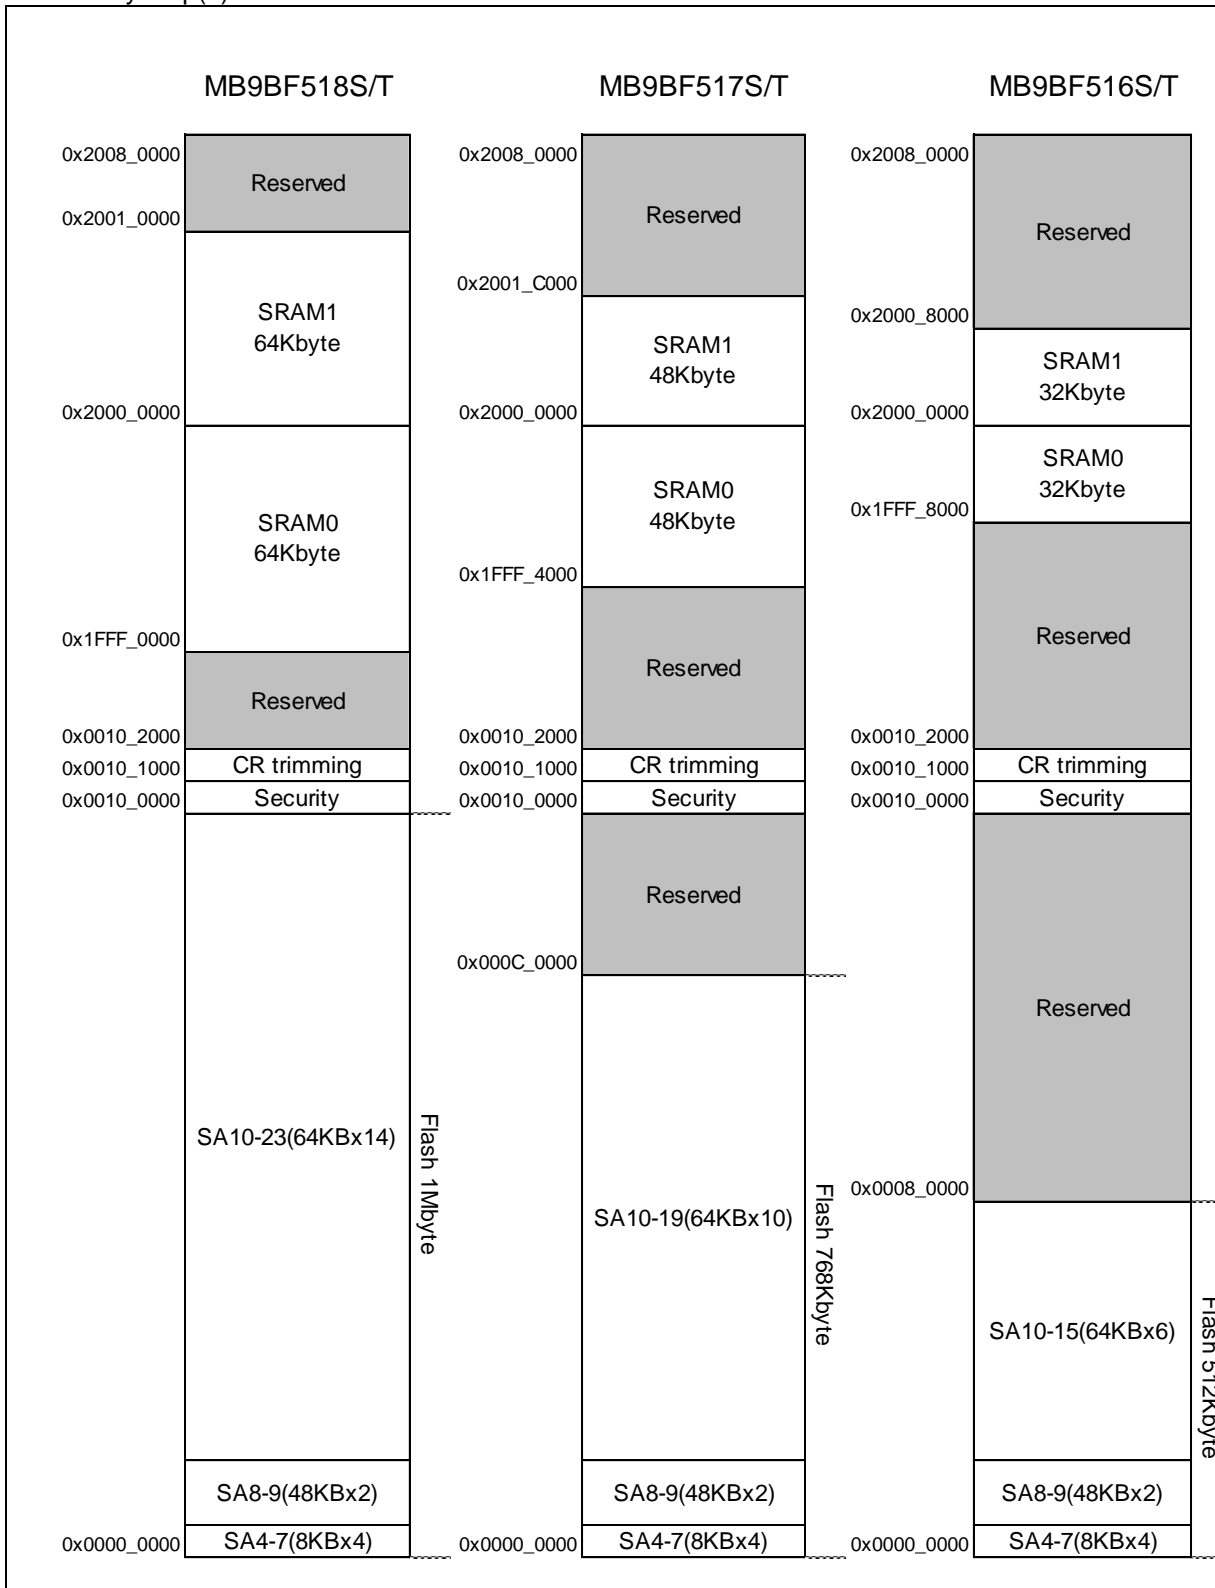 MB9BF518S/T
0x2008_0000
Reserved
0x2001_0000
SRAM1
64Kbyte
0x2000_0000
SRAM0
64Kbyte
0x1FFF_0000
Reserved
0x0010_2000
CR trimming
0x0010_1000
Security
0x0010_0000
SA10-23(64KBx14)
Flash 1Mbyte
SA8-9(48KBx2)
SA4-7(8KBx4)
0x0000_0000
MB9BF517S/T
0x2008_0000
Reserved
0x2001_C000
SRAM1
48Kbyte
0x2000_0000
SRAM0
48Kbyte
0x1FFF_4000
Reserved
0x0010_2000
CR trimming
0x0010_1000
Security
0x0010_0000
Reserved
0x000C_0000
SA10-19(64KBx10)
Flash 768Kbyte
SA8-9(48KBx2)
SA4-7(8KBx4)
0x0000_0000
MB9BF516S/T
0x2008_0000
Reserved
0x2000_8000
SRAM1
32Kbyte
0x2000_0000
SRAM0
32Kbyte
0x1FFF_8000
Reserved
0x0010_2000
CR trimming
0x0010_1000
Security
0x0010_0000
Reserved
0x0008_0000
SA10-15(64KBx6)
Flash 512Kbyte
SA8-9(48KBx2)
SA4-7(8KBx4)
0x0000_0000